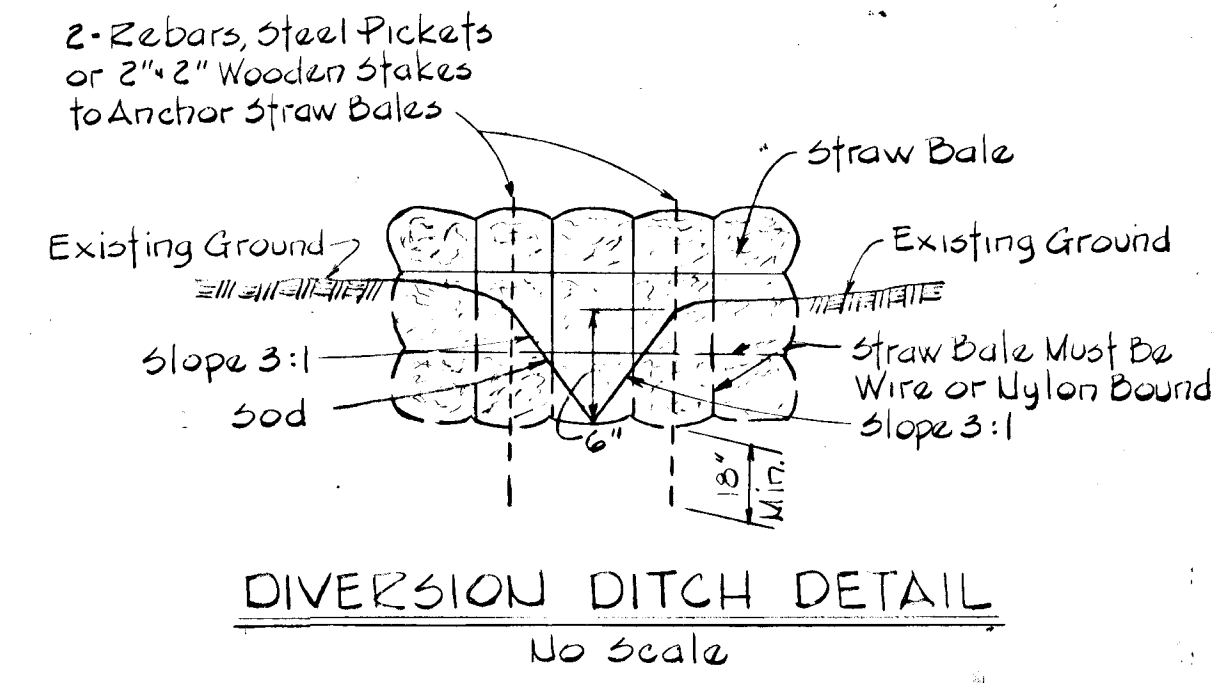 2-Rebars, Steel Pickets
or 2"x 2" Wooden Stakes
to Anchor Straw Bales
Straw Bale
Existing Ground
Existing Ground
Slope 3:1
Sod
6"
18"
Min.
Straw Bale Must Be
Wire or Nylon Bound
Slope 3:1
DIVERSION DITCH DETAIL
No Scale